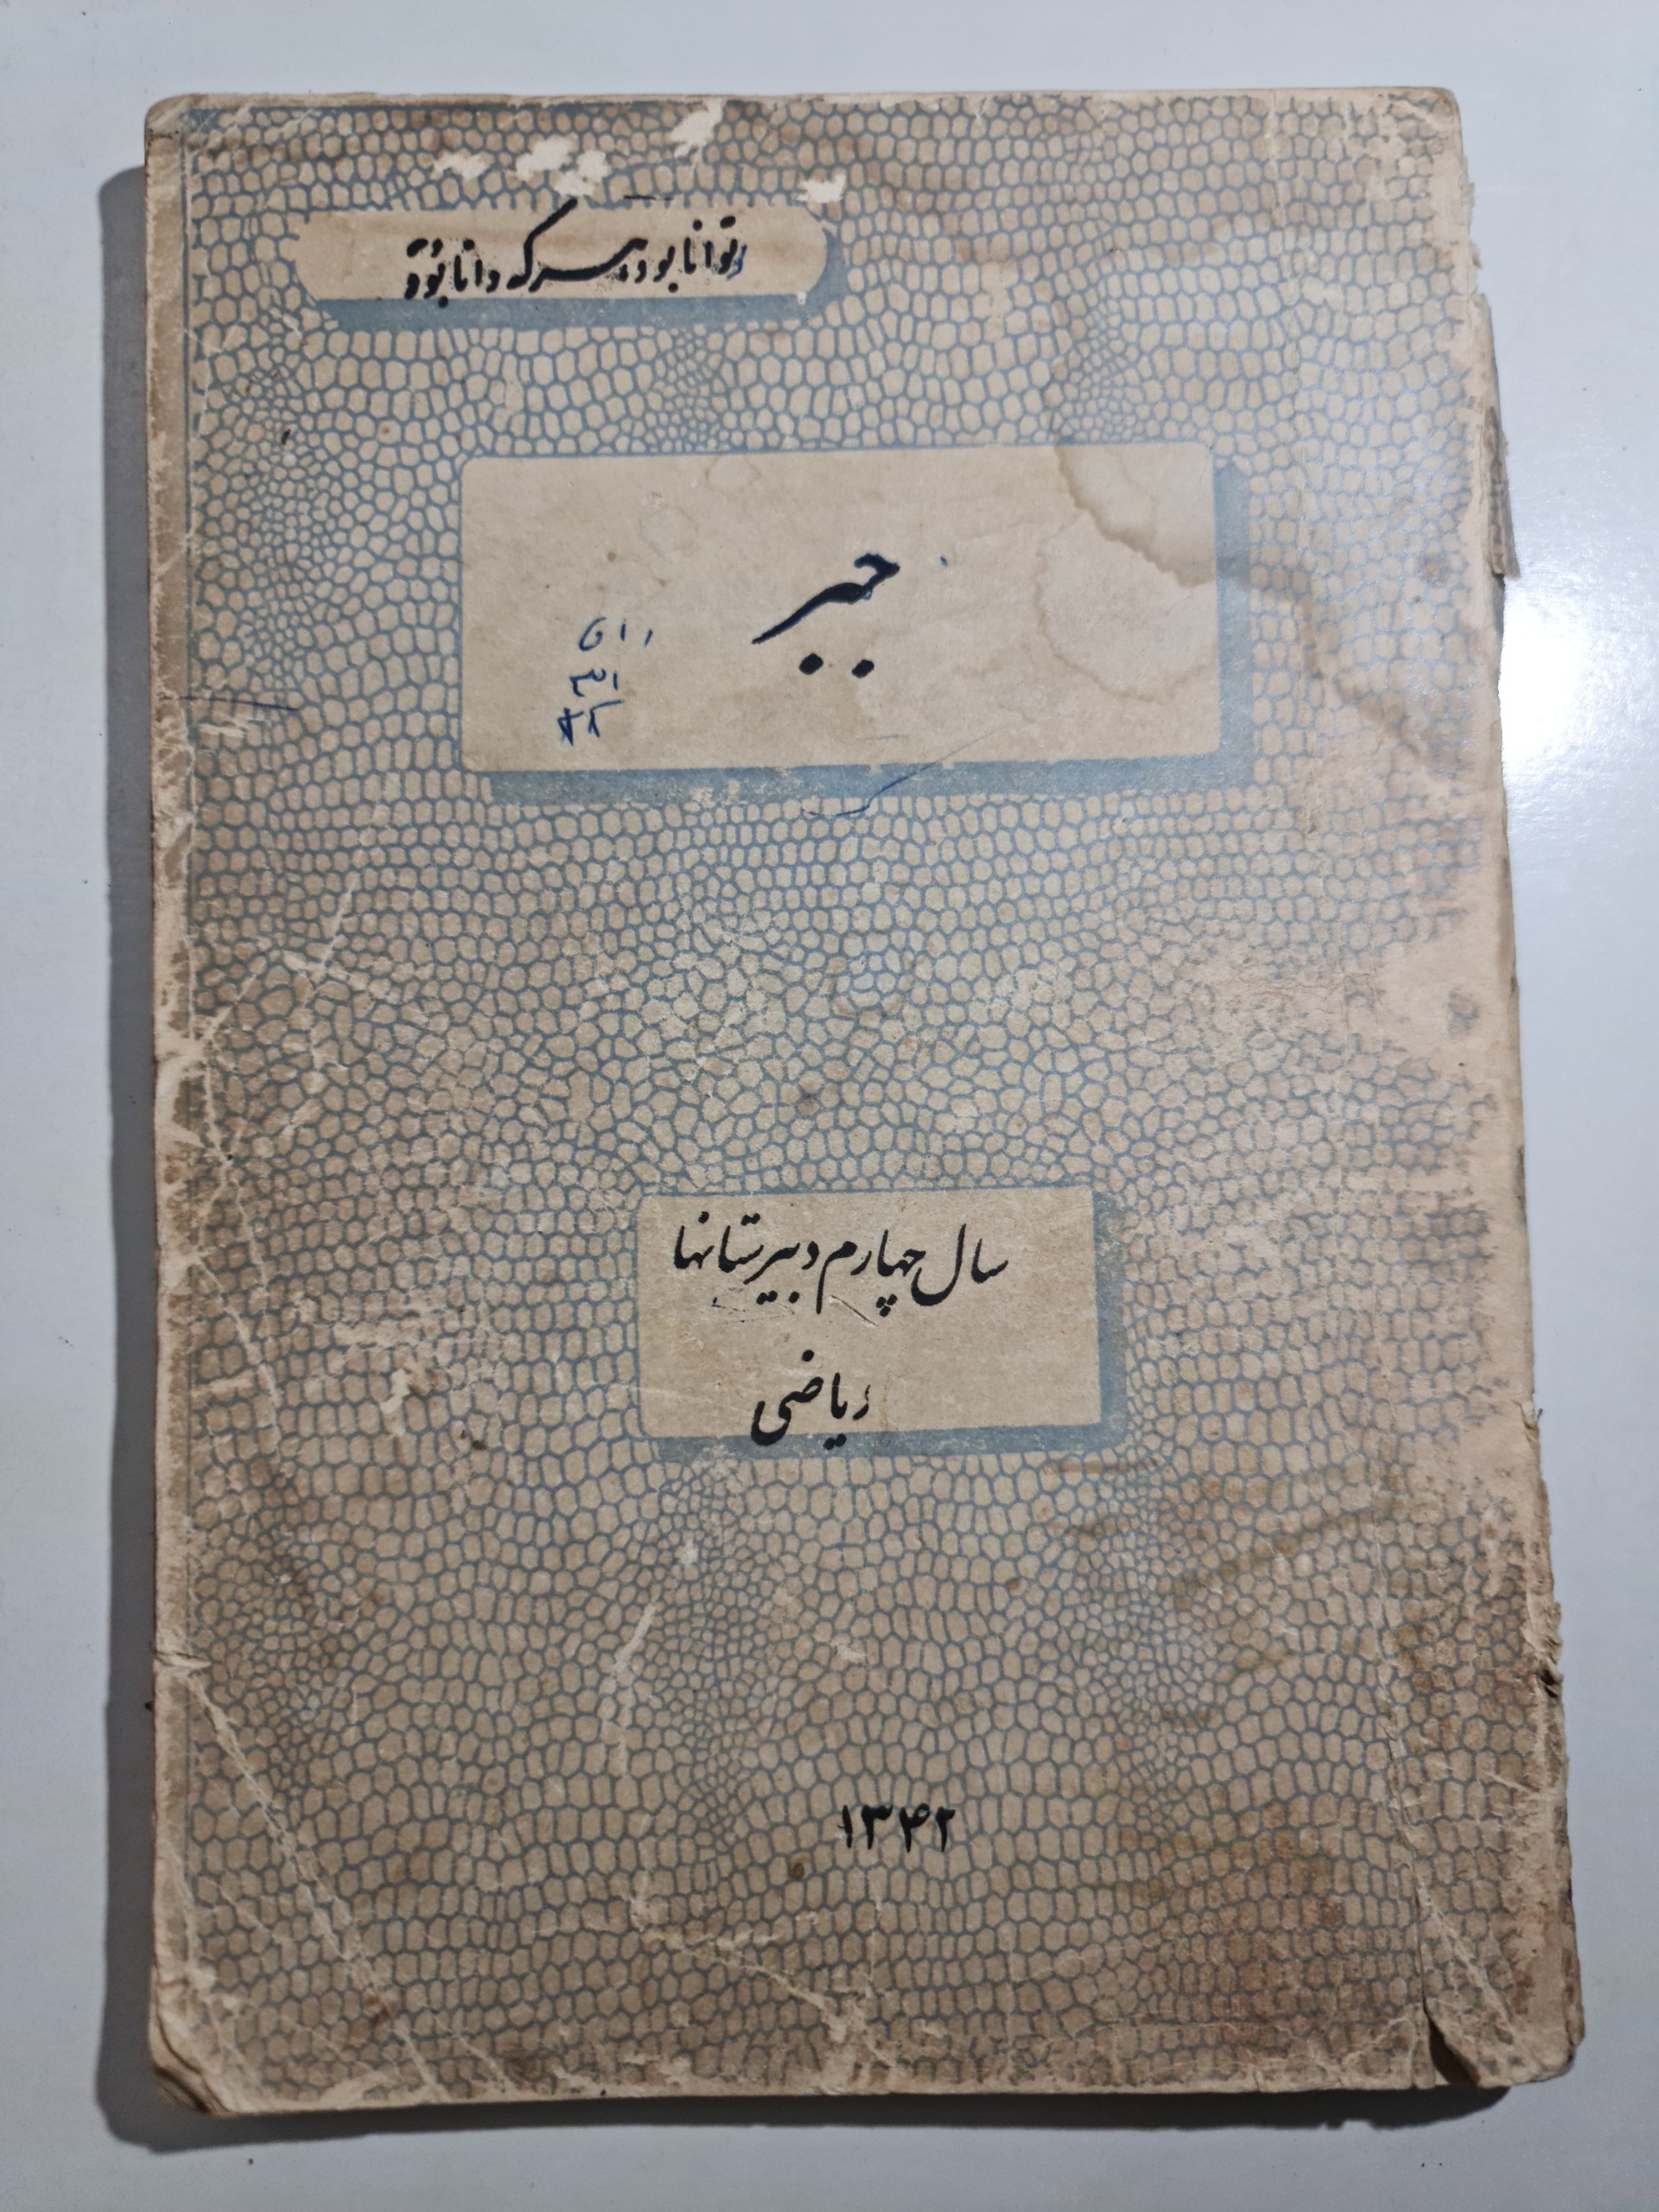 توانا بود هر که دانا بود
جبر
سال چهارم دبیرستانها
ریاضی
۱۳۴۲